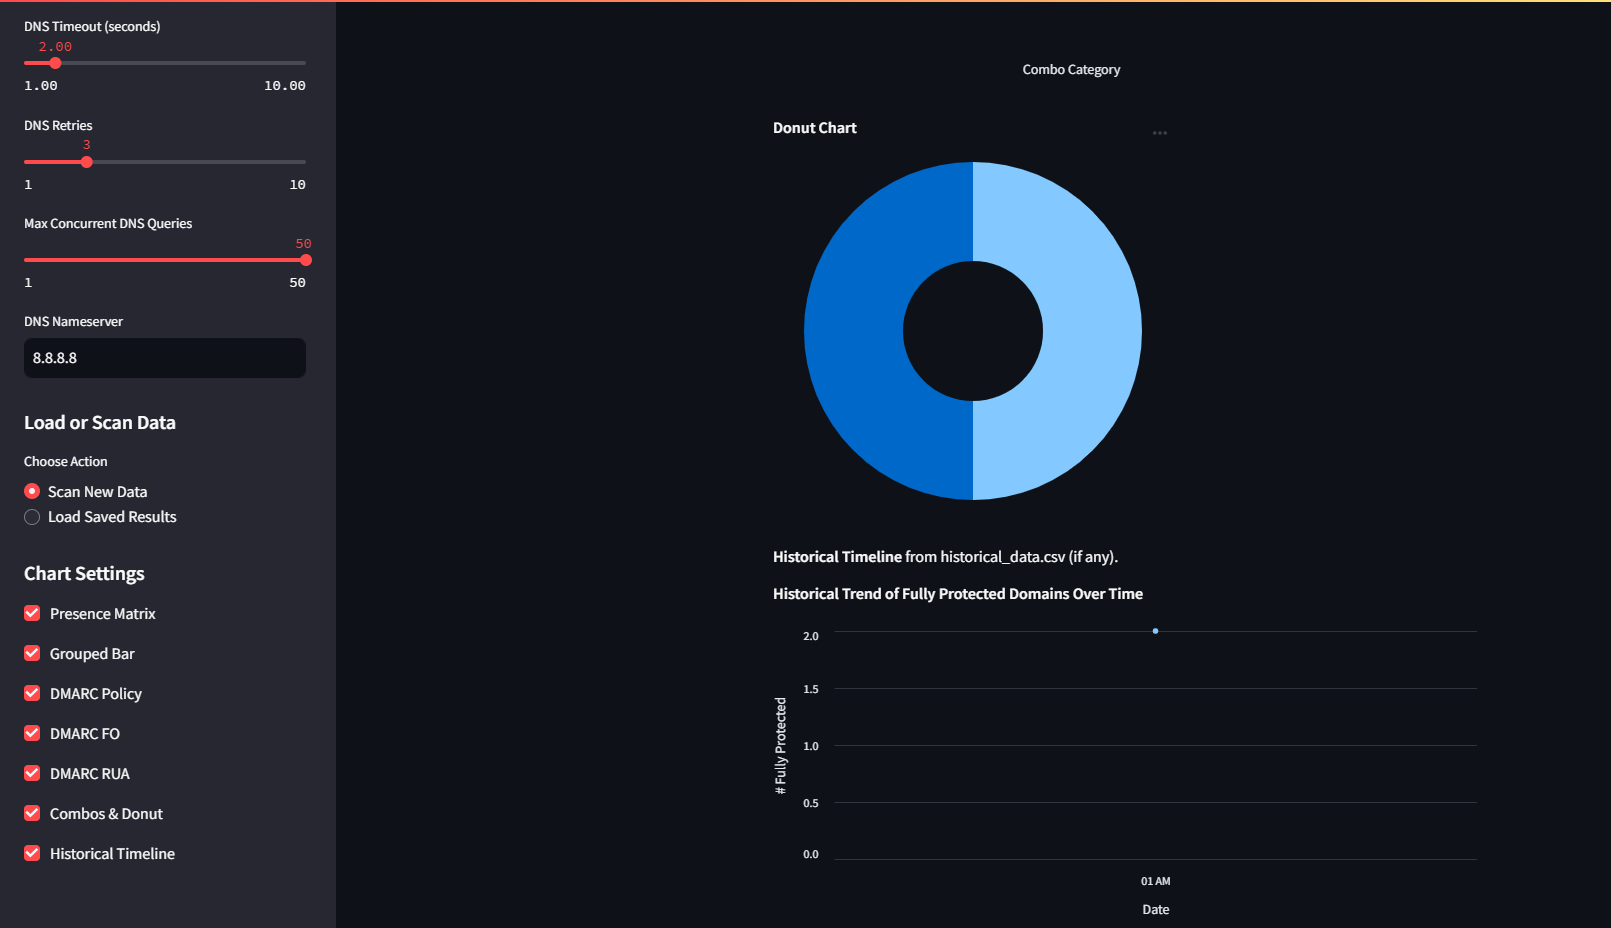 DNS Timeout (seconds)
2.00
1.00 10.00
DNS Retries
3
1 10
Max Concurrent DNS Queries
50
1 50
DNS Nameserver
8.8.8.8
Load or Scan Data
Choose Action
Scan New Data
Load Saved Results
Chart Settings
Presence Matrix
Grouped Bar
DMARC Policy
DMARC FO
DMARC RUA
Combos & Donut
Historical Timeline
Combo Category
Donut Chart
Historical Timeline from historical_data.csv (if any).
Historical Trend of Fully Protected Domains Over Time
# Fully Protected
2.0
1.5
1.0
0.5
0.0
01 AM
Date